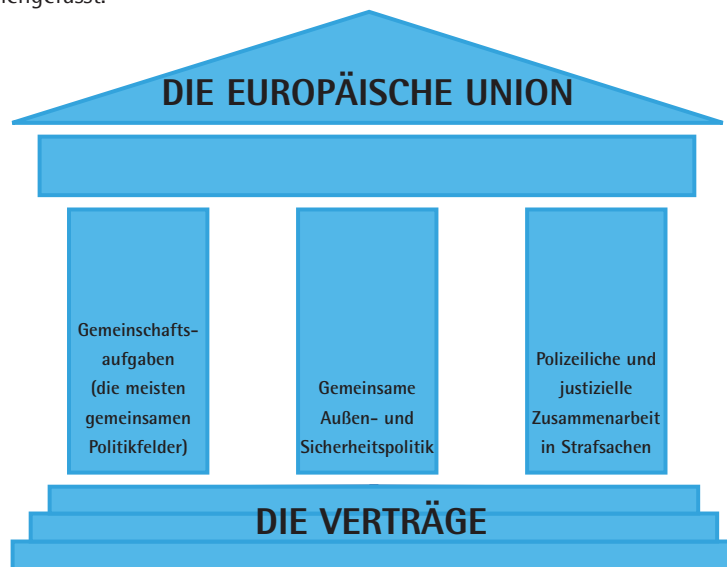 DIE EUROPÄISCHE UNION
Gemeinschafts-
aufgaben
(die meisten
gemeinsamen
Politikfelder)
Gemeinsame
Außen- und
Sicherheitspolitik
Polizeiliche und
justizielle
Zusammenarbeit
in Strafsachen
DIE VERTRÄGE